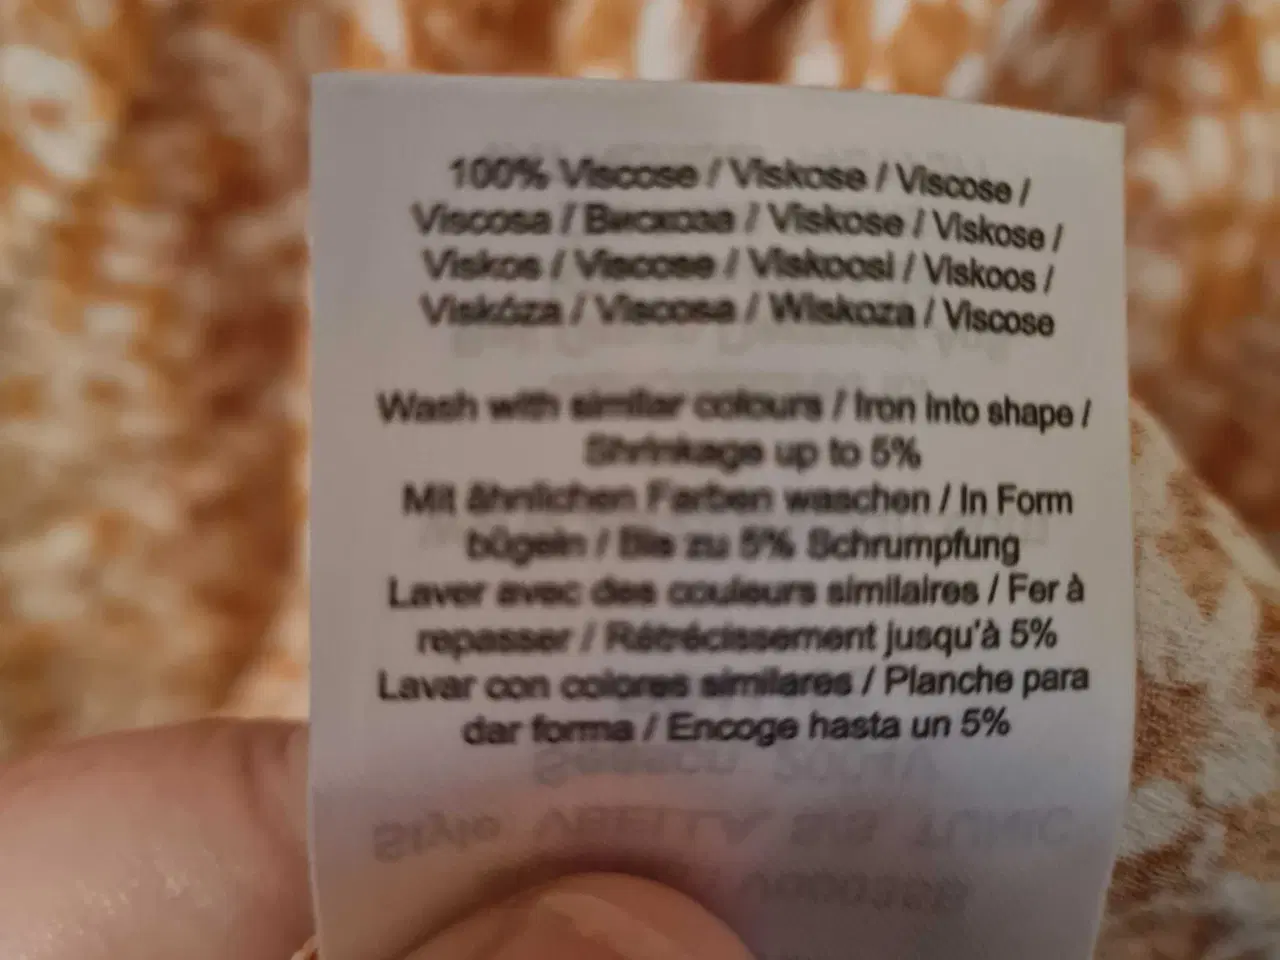 100% Viscose / Viskose / Viscose /
Viscosa / Вискоза / Viskose / Viskose /
Viskos / Viscose / Viskoosi / Viskoos /
Viskóza / Viscosa / Wiskoza / Viscose
Wash with similar colours / Iron into shape /
Shrinkage up to 5%
Mit ähnlichen Farben waschen / In Form
bügeln / Bis zu 5% Schrumpfung
Laver avec des couleurs similaires / Fer à
repasser / Rétrécissement jusqu'à 5%
Lavar con colores similares / Planche para
dar forma / Encoge hasta un 5%
Style